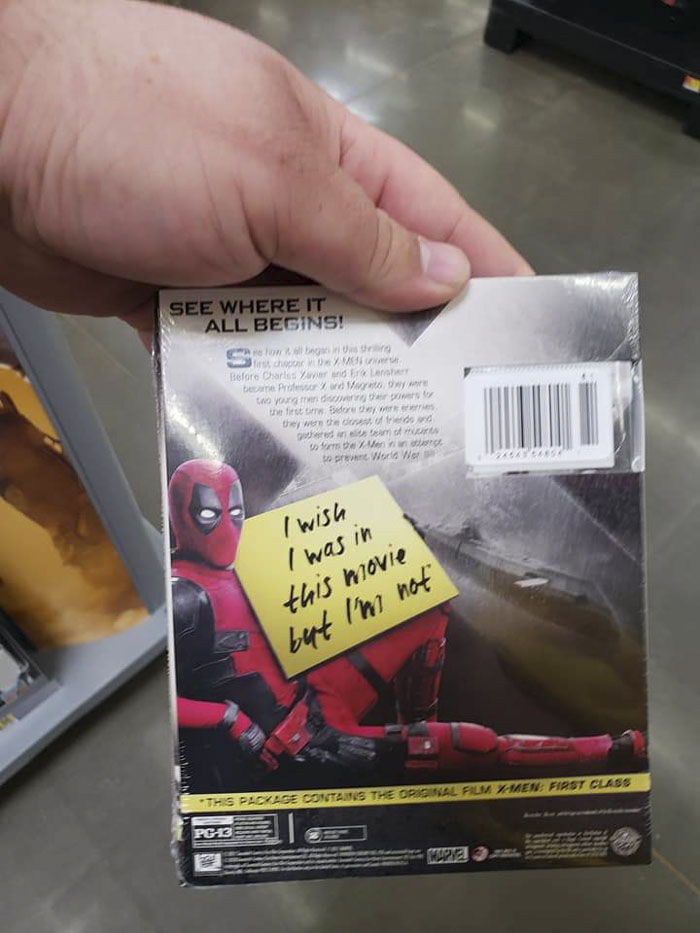 SEE WHERE IT
ALL BEGINS!
See how it all began in this thrilling
first chapter in the X-MEN universe.
Before Charles Xavier and Erik Lensherr
became Professor X and Magneto, they were
two young men discovering their powers for
the first time. Before they were enemies,
they were the closest of friends and
gathered an elite team of mutants
to form the X-Men in an attempt
to prevent World War III.
I wish
I was in
this movie
but I'm not
*THIS PACKAGE CONTAINS THE ORIGINAL FILM X-MEN: FIRST CLASS
PG-13
MARVEL